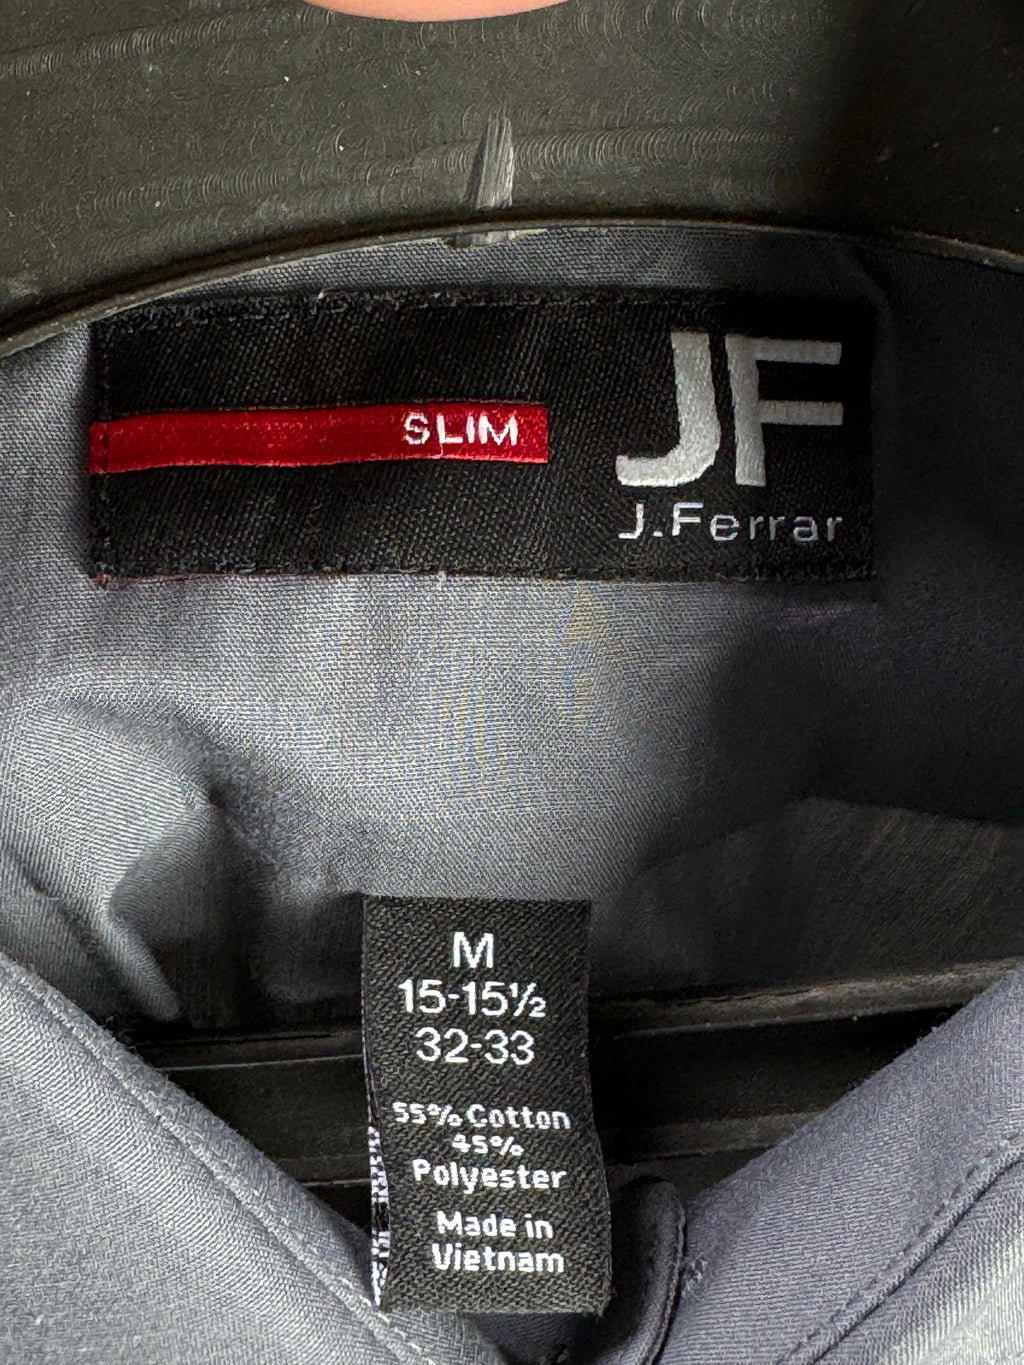 SLIM
JF
J.Ferrar
M
15-15½
32-33
55% Cotton
45%
Polyester
Made in
Vietnam